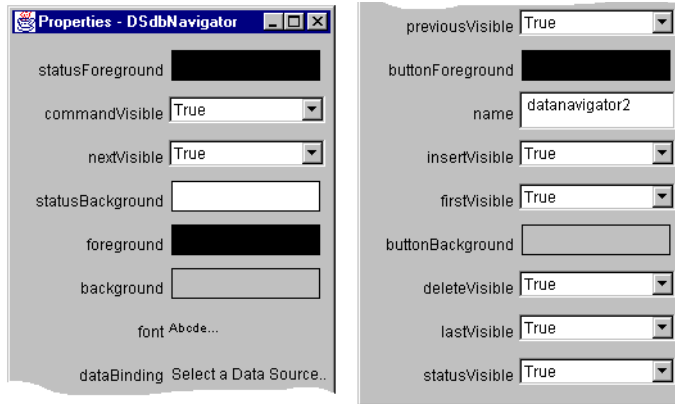 Properties - DSdbNavigator
statusForeground
commandVisible True
nextVisible True
statusBackground
foreground
background
font Abcde...
dataBinding Select a Data Source..
previousVisible True
buttonForeground
name datanavigator2
insertVisible True
firstVisible True
buttonBackground
deleteVisible True
lastVisible True
statusVisible True